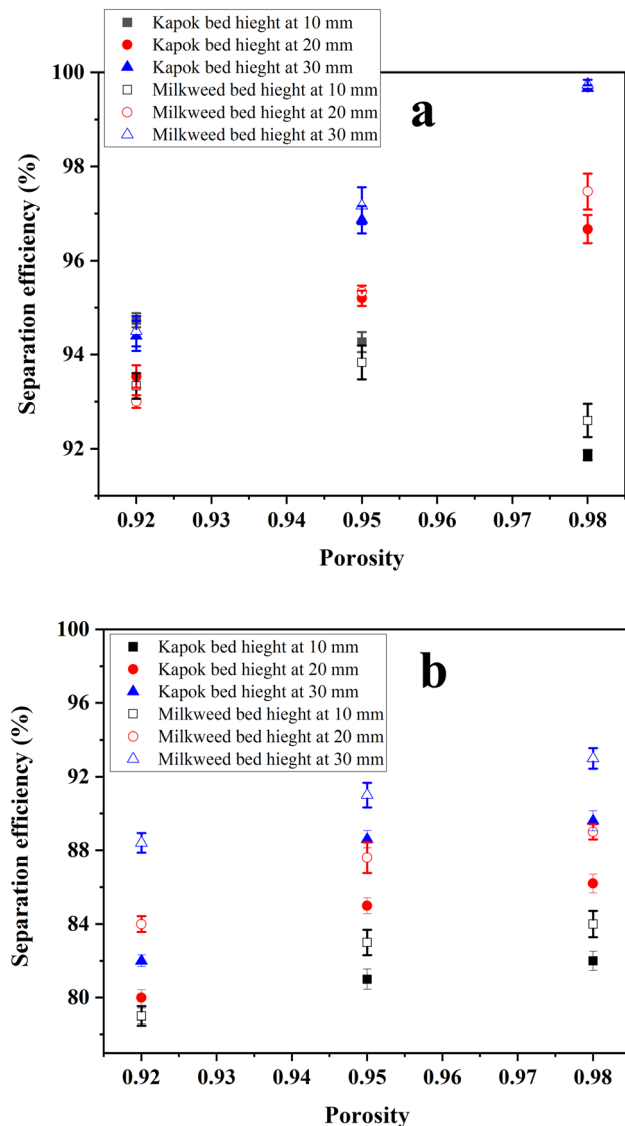 Kapok bed hieght at 10 mm
Kapok bed hieght at 20 mm
Kapok bed hieght at 30 mm
Milkweed bed hieght at 10 mm
Milkweed bed hieght at 20 mm
Milkweed bed hieght at 30 mm
a
100
98
96
94
92
Separation efficiency (%)
0.92 0.93 0.94 0.95 0.96 0.97 0.98
Porosity
Kapok bed hieght at 10 mm
Kapok bed hieght at 20 mm
Kapok bed hieght at 30 mm
Milkweed bed hieght at 10 mm
Milkweed bed hieght at 20 mm
Milkweed bed hieght at 30 mm
b
100
96
92
88
84
80
Separation efficiency (%)
0.92 0.93 0.94 0.95 0.96 0.97 0.98
Porosity